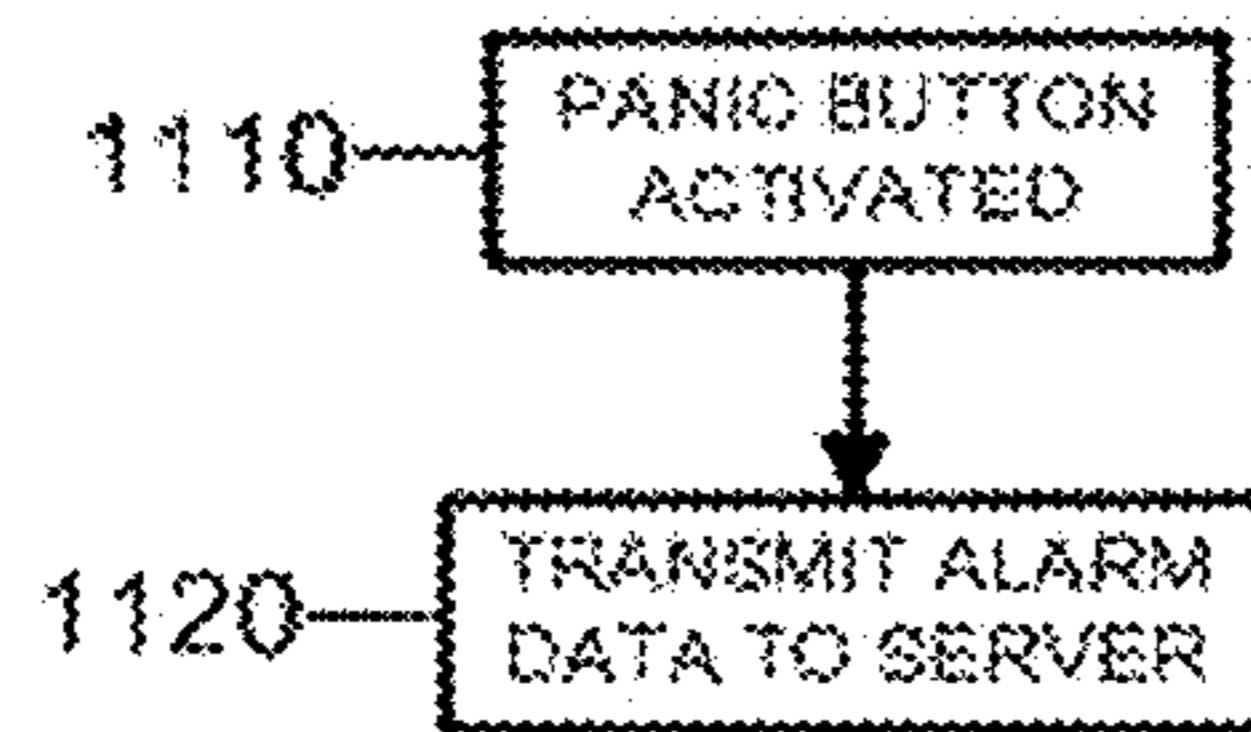 1110
PANIC BUTTON
ACTIVATED
1120
TRANSMIT ALARM
DATA TO SERVER